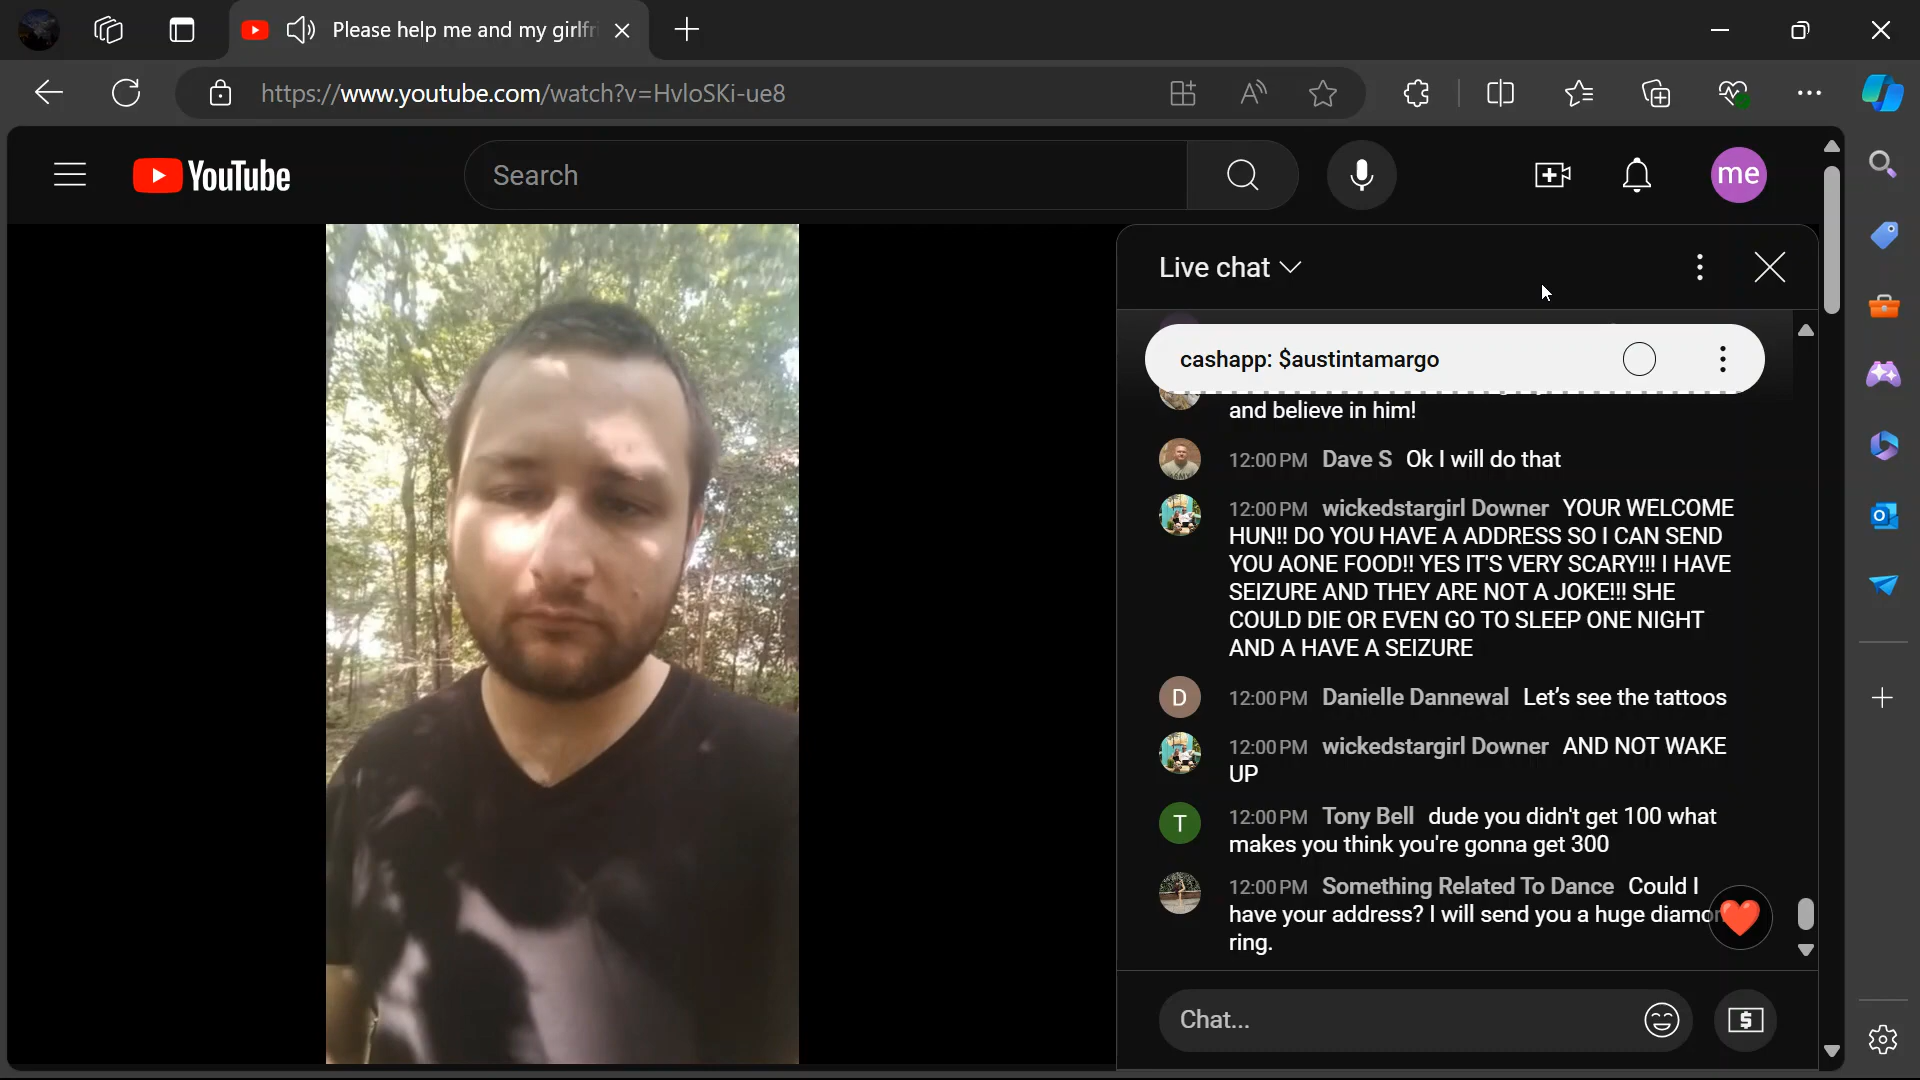 Please help me and my girlfr
https://www.youtube.com/watch?v=HvloSKi-ue8
YouTube
Search
me
Live chat
cashapp: $austintamargo
and believe in him!
12:00 PM Dave S Ok I will do that
12:00 PM wickedstargirl Downer YOUR WELCOME
HUN!! DO YOU HAVE A ADDRESS SO I CAN SEND
YOU AONE FOOD!! YES IT'S VERY SCARY!!! I HAVE
SEIZURE AND THEY ARE NOT A JOKE!!! SHE
COULD DIE OR EVEN GO TO SLEEP ONE NIGHT
AND A HAVE A SEIZURE
D
12:00 PM Danielle Dannewal Let's see the tattoos
12:00 PM wickedstargirl Downer AND NOT WAKE
UP
T
12:00 PM Tony Bell dude you didn't get 100 what
makes you think you're gonna get 300
12:00 PM Something Related To Dance Could I
have your address? I will send you a huge diamo
ring.
Chat...